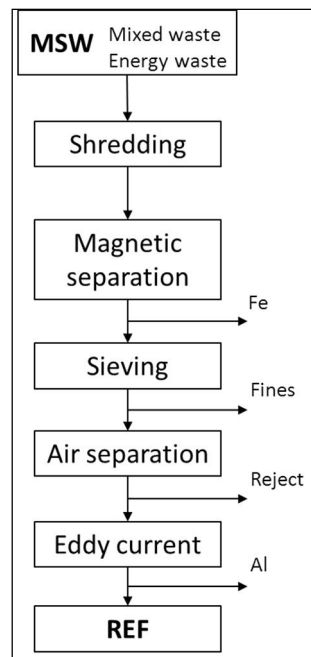 MSW Mixed waste
Energy waste
Shredding
Magnetic
separation
Fe
Sieving
Fines
Air separation
Reject
Eddy current
Al
REF